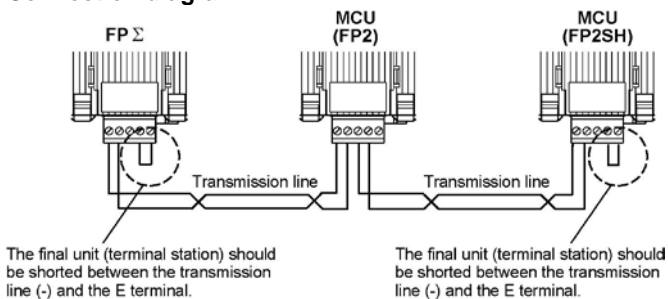 FP Σ
MCU
(FP2)
MCU
(FP2SH)
Transmission line
Transmission line
The final unit (terminal station) should
be shorted between the transmission
line (-) and the E terminal.
The final unit (terminal station) should
be shorted between the transmission
line (-) and the E terminal.